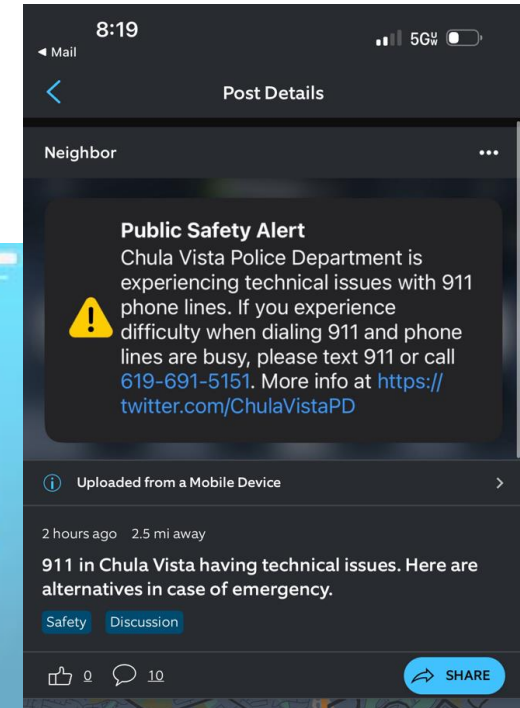 8:19
5GUW
◄ Mail
Post Details
Neighbor
Public Safety Alert
Chula Vista Police Department is
experiencing technical issues with 911
phone lines. If you experience
difficulty when dialing 911 and phone
lines are busy, please text 911 or call
619-691-5151. More info at https://
twitter.com/ChulaVistaPD
Uploaded from a Mobile Device
2 hours ago 2.5 mi away
911 in Chula Vista having technical issues. Here are
alternatives in case of emergency.
Safety Discussion
0 10 SHARE